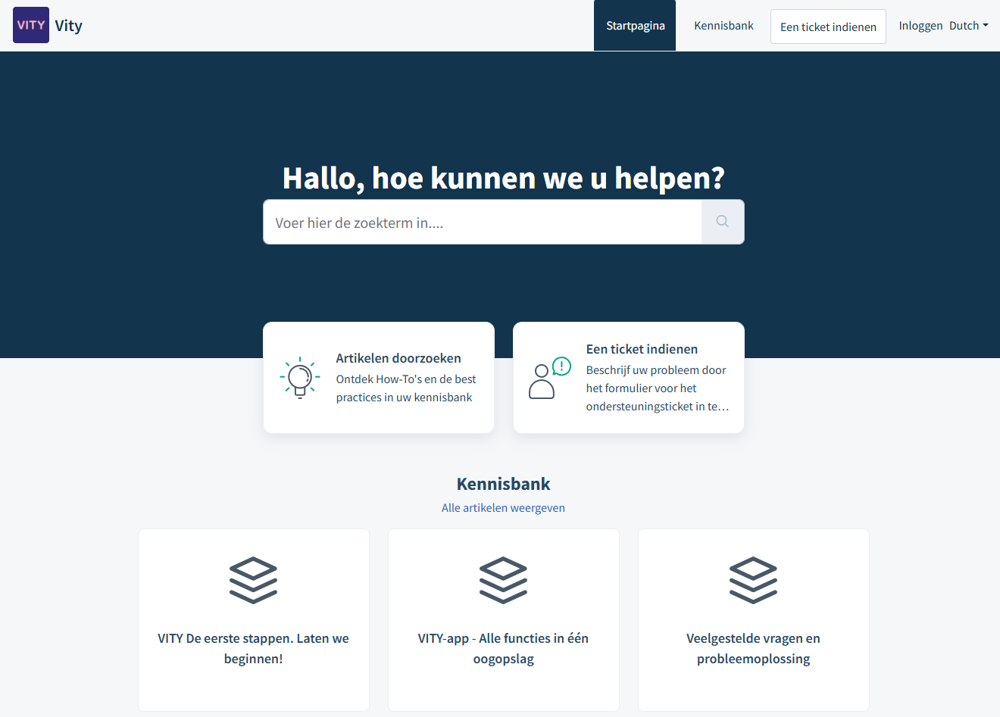 VITY Vity
Startpagina
Kennisbank
Een ticket indienen
Inloggen
Dutch
Hallo, hoe kunnen we u helpen?
Voer hier de zoekterm in....
Artikelen doorzoeken
Ontdek How-To's en de best
practices in uw kennisbank
Een ticket indienen
Beschrijf uw probleem door
het formulier voor het
ondersteuningsticket in te…
Kennisbank
Alle artikelen weergeven
VITY De eerste stappen. Laten we
beginnen!
VITY-app - Alle functies in één
oogopslag
Veelgestelde vragen en
probleemoplossing